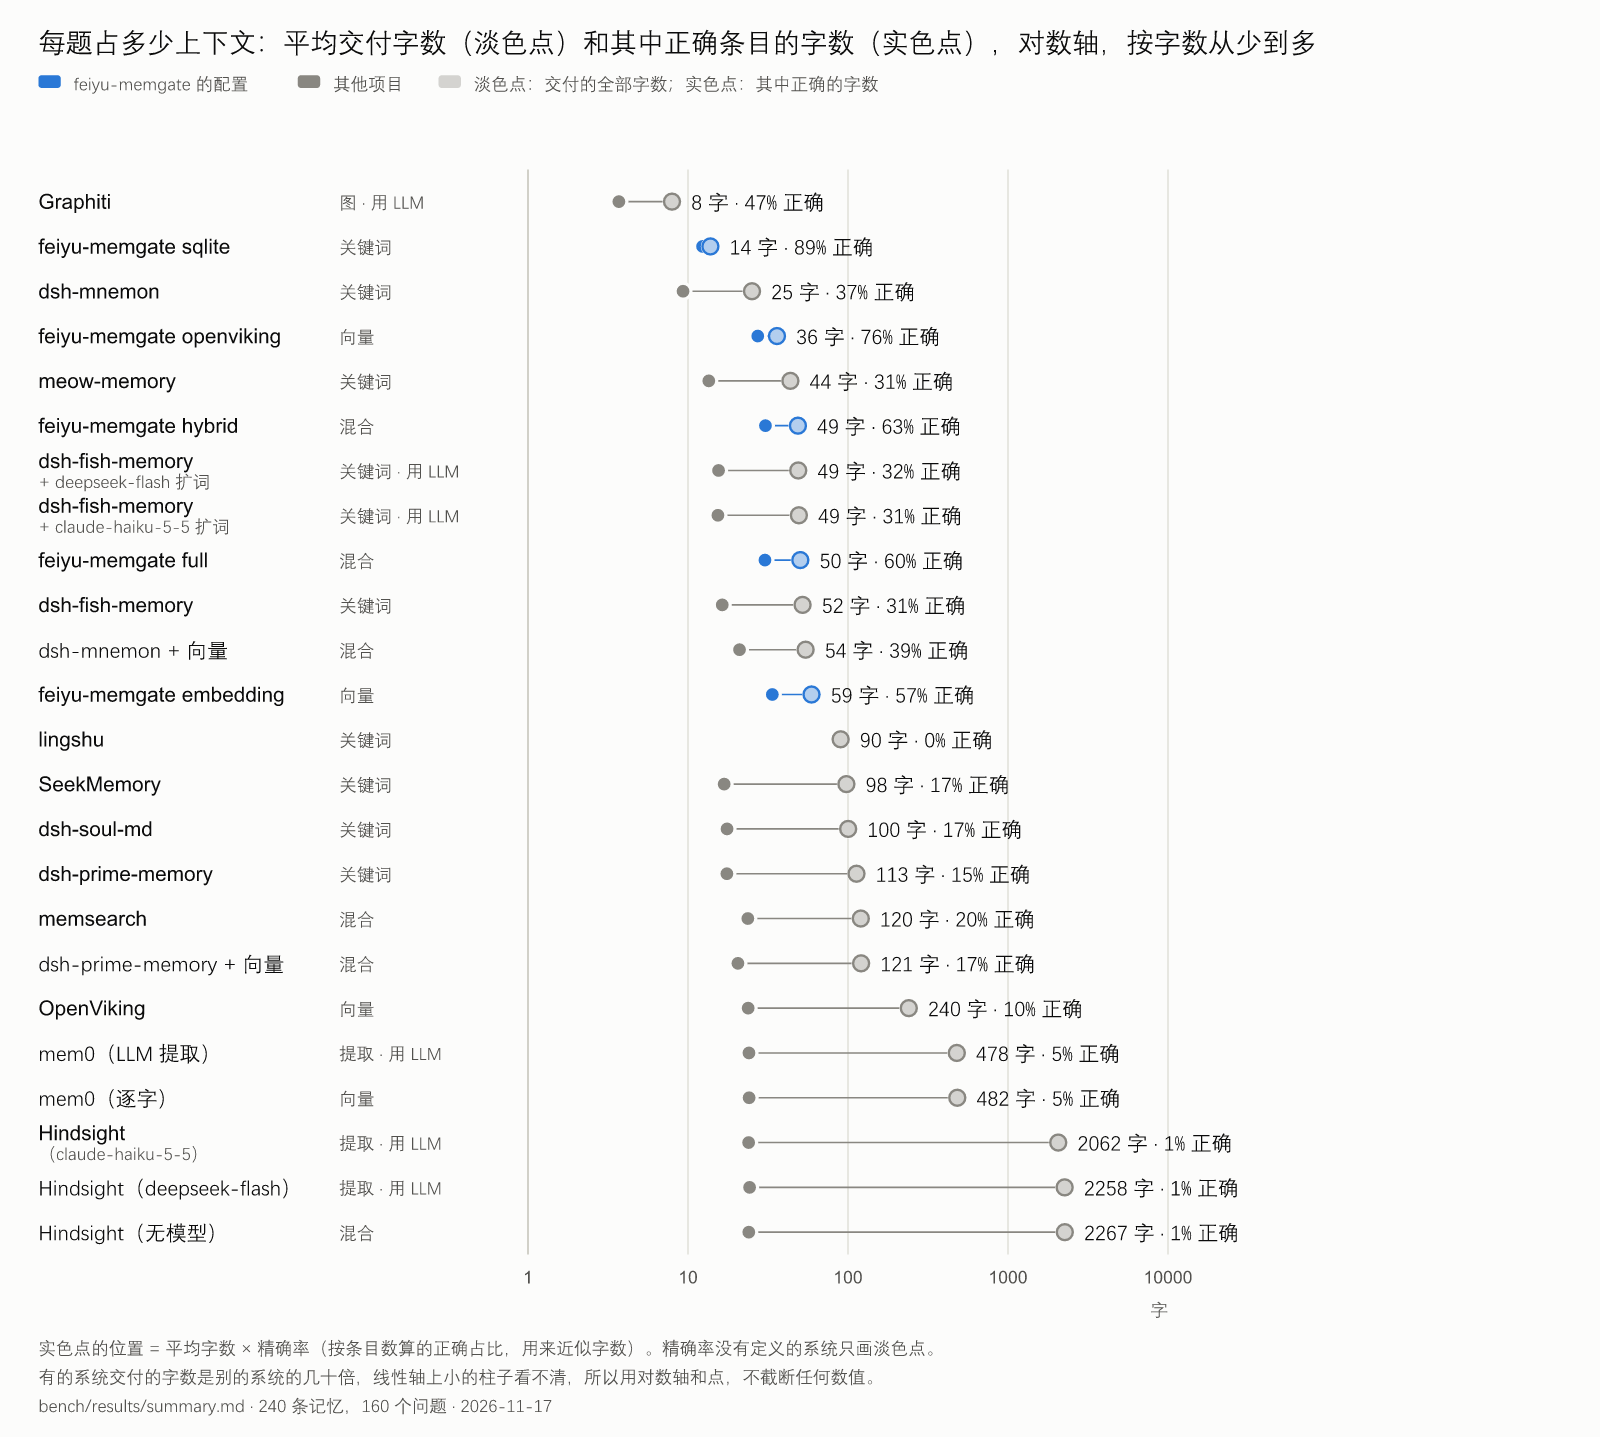 每题占多少上下文：平均交付字数（淡色点）和其中正确条目的字数（实色点），对数轴，按字数从少到多
feiyu-memgate 的配置 其他项目 淡色点：交付的全部字数；实色点：其中正确的字数
Graphiti 图 · 用 LLM 8 字 · 47% 正确
feiyu-memgate sqlite 关键词 14 字 · 89% 正确
dsh-mnemon 关键词 25 字 · 37% 正确
feiyu-memgate openviking 向量 36 字 · 76% 正确
meow-memory 关键词 44 字 · 31% 正确
feiyu-memgate hybrid 混合 49 字 · 63% 正确
dsh-fish-memory 关键词 · 用 LLM 49 字 · 32% 正确
+ deepseek-flash 扩词
dsh-fish-memory 关键词 · 用 LLM 49 字 · 31% 正确
+ claude-haiku-5-5 扩词
feiyu-memgate full 混合 50 字 · 60% 正确
dsh-fish-memory 关键词 52 字 · 31% 正确
dsh-mnemon + 向量 混合 54 字 · 39% 正确
feiyu-memgate embedding 向量 59 字 · 57% 正确
lingshu 关键词 90 字 · 0% 正确
SeekMemory 关键词 98 字 · 17% 正确
dsh-soul-md 关键词 100 字 · 17% 正确
dsh-prime-memory 关键词 113 字 · 15% 正确
memsearch 混合 120 字 · 20% 正确
dsh-prime-memory + 向量 混合 121 字 · 17% 正确
OpenViking 向量 240 字 · 10% 正确
mem0（LLM 提取） 提取 · 用 LLM 478 字 · 5% 正确
mem0（逐字） 向量 482 字 · 5% 正确
Hindsight 提取 · 用 LLM 2062 字 · 1% 正确
（claude-haiku-5-5）
Hindsight（deepseek-flash） 提取 · 用 LLM 2258 字 · 1% 正确
Hindsight（无模型） 混合 2267 字 · 1% 正确
1 10 100 1000 10000
字
实色点的位置 = 平均字数 × 精确率（按条目数算的正确占比，用来近似字数）。精确率没有定义的系统只画淡色点。
有的系统交付的字数是别的系统的几十倍，线性轴上小的柱子看不清，所以用对数轴和点，不截断任何数值。
bench/results/summary.md · 240 条记忆，160 个问题 · 2026-11-17